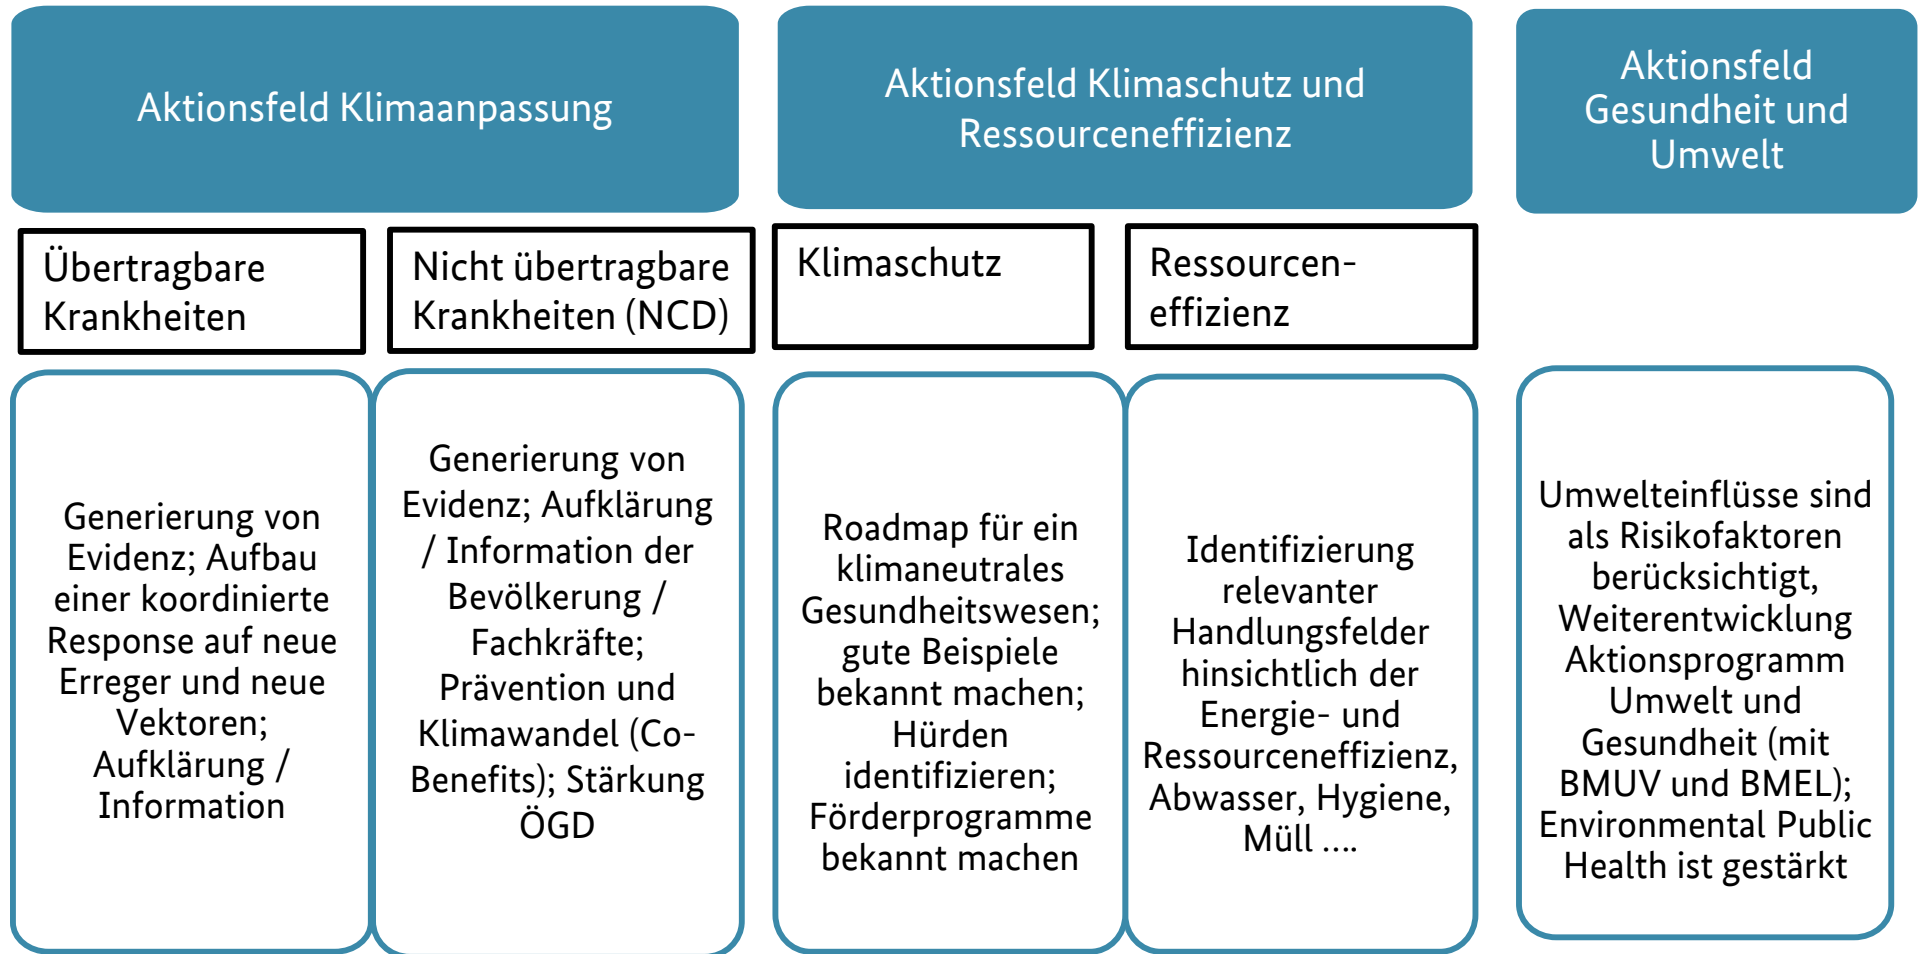 Aktionsfeld Klimaanpassung
Aktionsfeld Klimaschutz und
Ressourceneffizienz
Aktionsfeld
Gesundheit und
Umwelt
Übertragbare
Krankheiten
Nicht übertragbare
Krankheiten (NCD)
Klimaschutz
Ressourcen-
effizienz
Generierung von
Evidenz; Aufbau
einer koordinierte
Response auf neue
Erreger und neue
Vektoren;
Aufklärung /
Information
Generierung von
Evidenz; Aufklärung
/ Information der
Bevölkerung /
Fachkräfte;
Prävention und
Klimawandel (Co-
Benefits); Stärkung
ÖGD
Roadmap für ein
klimaneutrales
Gesundheitswesen;
gute Beispiele
bekannt machen;
Hürden
identifizieren;
Förderprogramme
bekannt machen
Identifizierung
relevanter
Handlungsfelder
hinsichtlich der
Energie- und
Ressourceneffizienz,
Abwasser, Hygiene,
Müll ....
Umwelteinflüsse sind
als Risikofaktoren
berücksichtigt,
Weiterentwicklung
Aktionsprogramm
Umwelt und
Gesundheit (mit
BMUV und BMEL);
Environmental Public
Health ist gestärkt